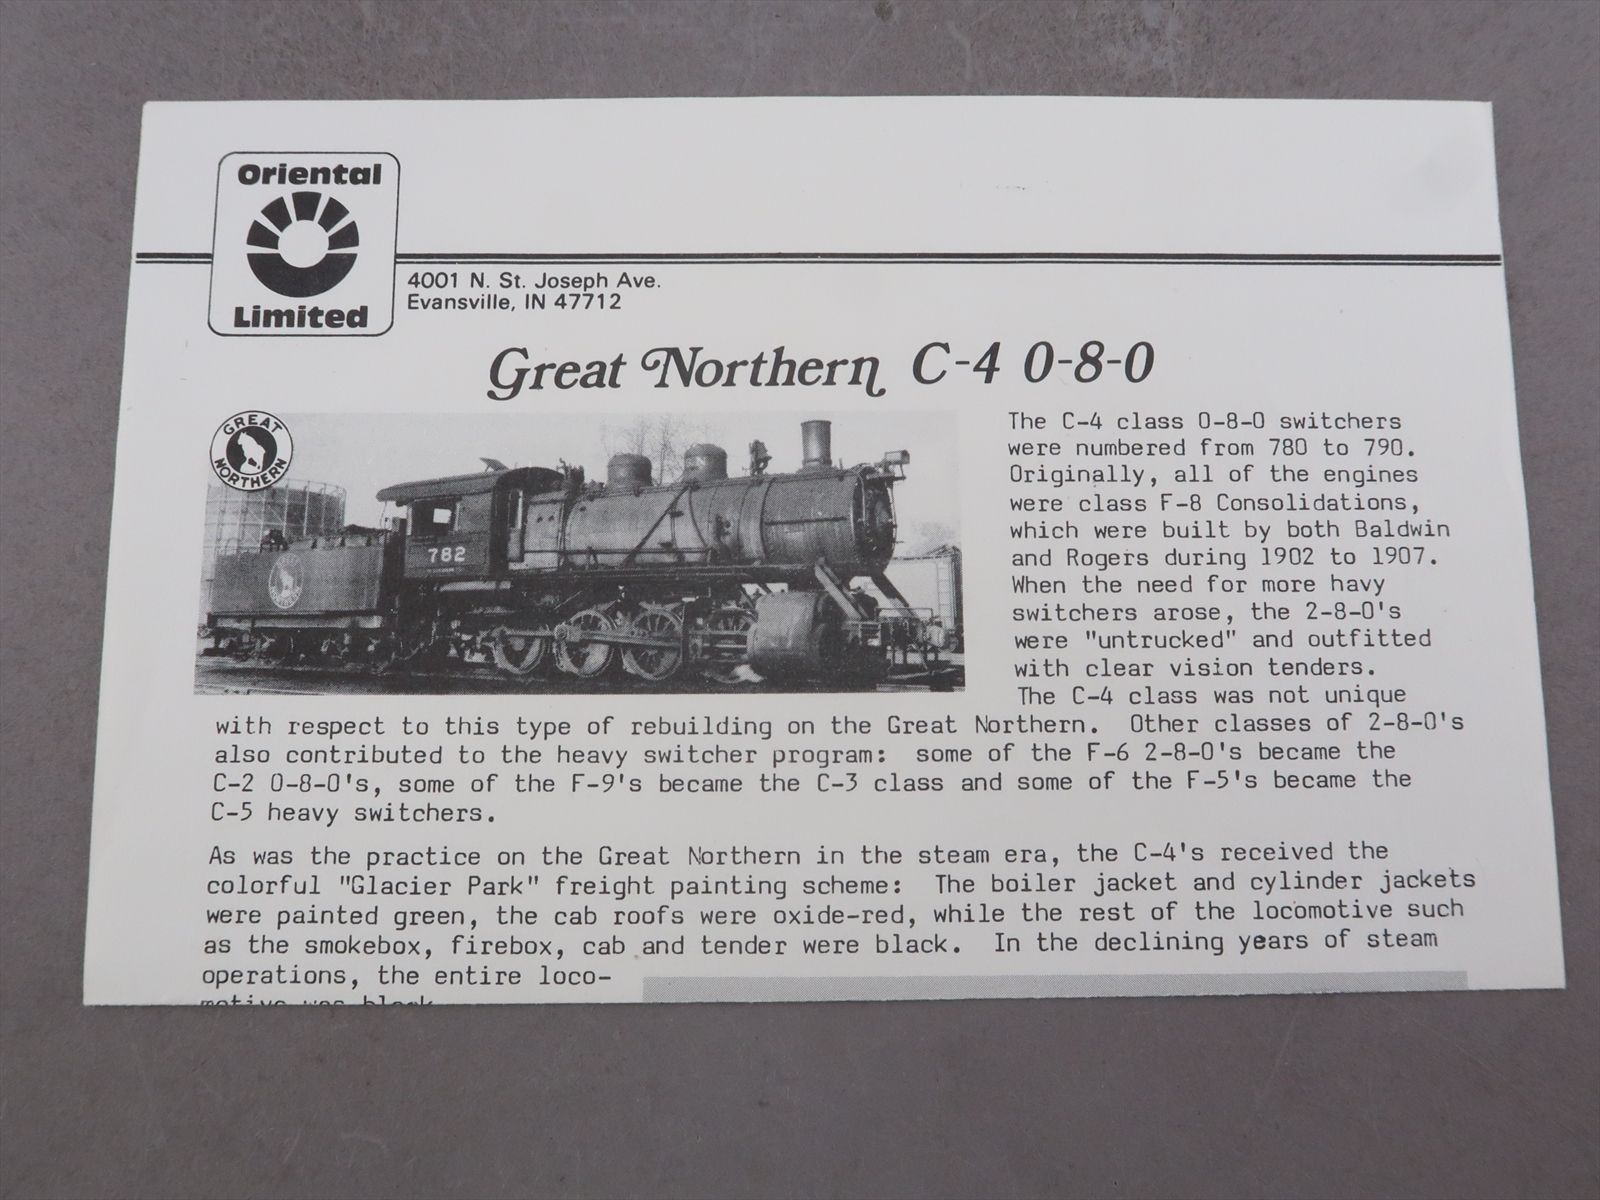 Oriental
Limited
4001 N. St. Joseph Ave.
Evansville, IN 47712
Great Northern C-4 0-8-0
GREAT
NORTHERN
782
The C-4 class 0-8-0 switchers
were numbered from 780 to 790.
Originally, all of the engines
were class F-8 Consolidations,
which were built by both Baldwin
and Rogers during 1902 to 1907.
When the need for more havy
switchers arose, the 2-8-0's
were "untrucked" and outfitted
with clear vision tenders.
The C-4 class was not unique
with respect to this type of rebuilding on the Great Northern.  Other classes of 2-8-0's
also contributed to the heavy switcher program:  some of the F-6 2-8-0's became the
C-2 0-8-0's, some of the F-9's became the C-3 class and some of the F-5's became the
C-5 heavy switchers.
As was the practice on the Great Northern in the steam era, the C-4's received the
colorful "Glacier Park" freight painting scheme:  The boiler jacket and cylinder jackets
were painted green, the cab roofs were oxide-red, while the rest of the locomotive such
as the smokebox, firebox, cab and tender were black.  In the declining years of steam
operations, the entire loco-
motive was black